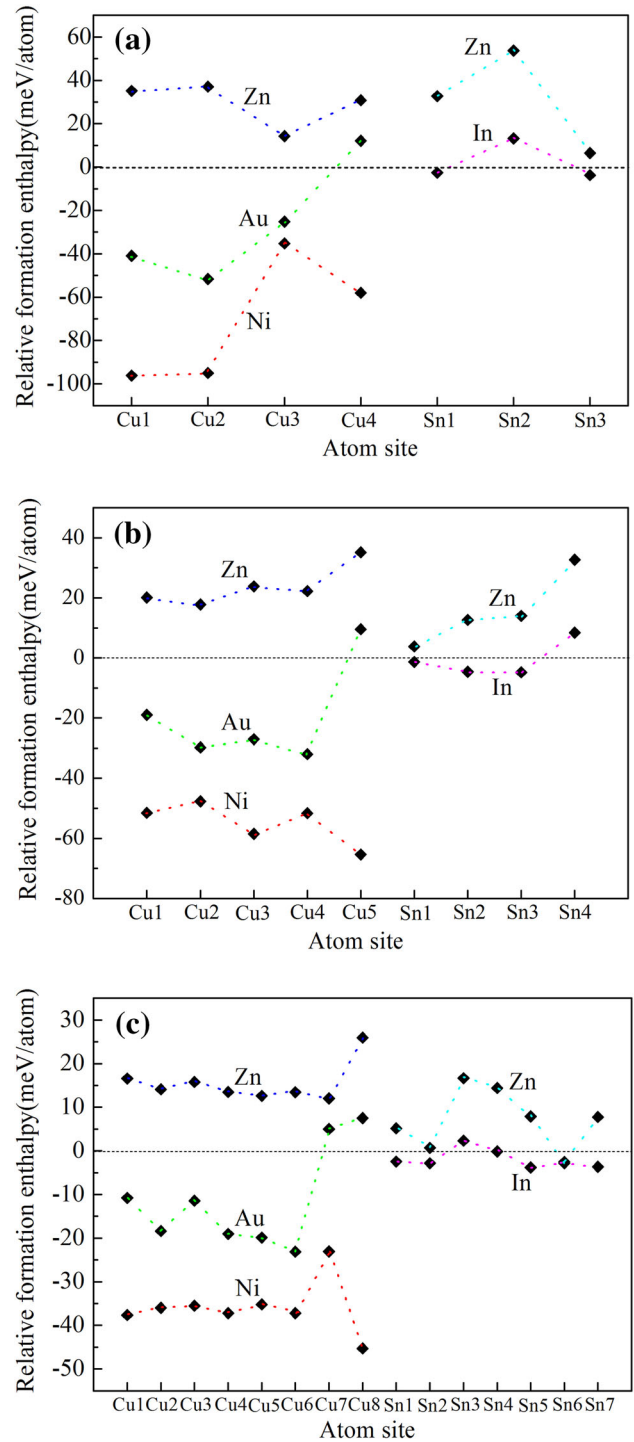 (a)
Relative formation enthalpy(meV/atom)
60
40
20
0
-20
-40
-60
-80
-100
Zn
Au
Ni
Zn
In
Cu1 Cu2 Cu3 Cu4 Sn1 Sn2 Sn3
Atom site
(b)
Relative formation enthalpy(meV/atom)
40
20
0
-20
-40
-60
-80
Zn
Au
Ni
Zn
In
Cu1 Cu2 Cu3 Cu4 Cu5 Sn1 Sn2 Sn3 Sn4
Atom site
(c)
Relative formation enthalpy(meV/atom)
30
20
10
0
-10
-20
-30
-40
-50
Zn
Au
Ni
Zn
In
Cu1 Cu2 Cu3 Cu4 Cu5 Cu6 Cu7 Cu8 Sn1 Sn2 Sn3 Sn4 Sn5 Sn6 Sn7
Atom site